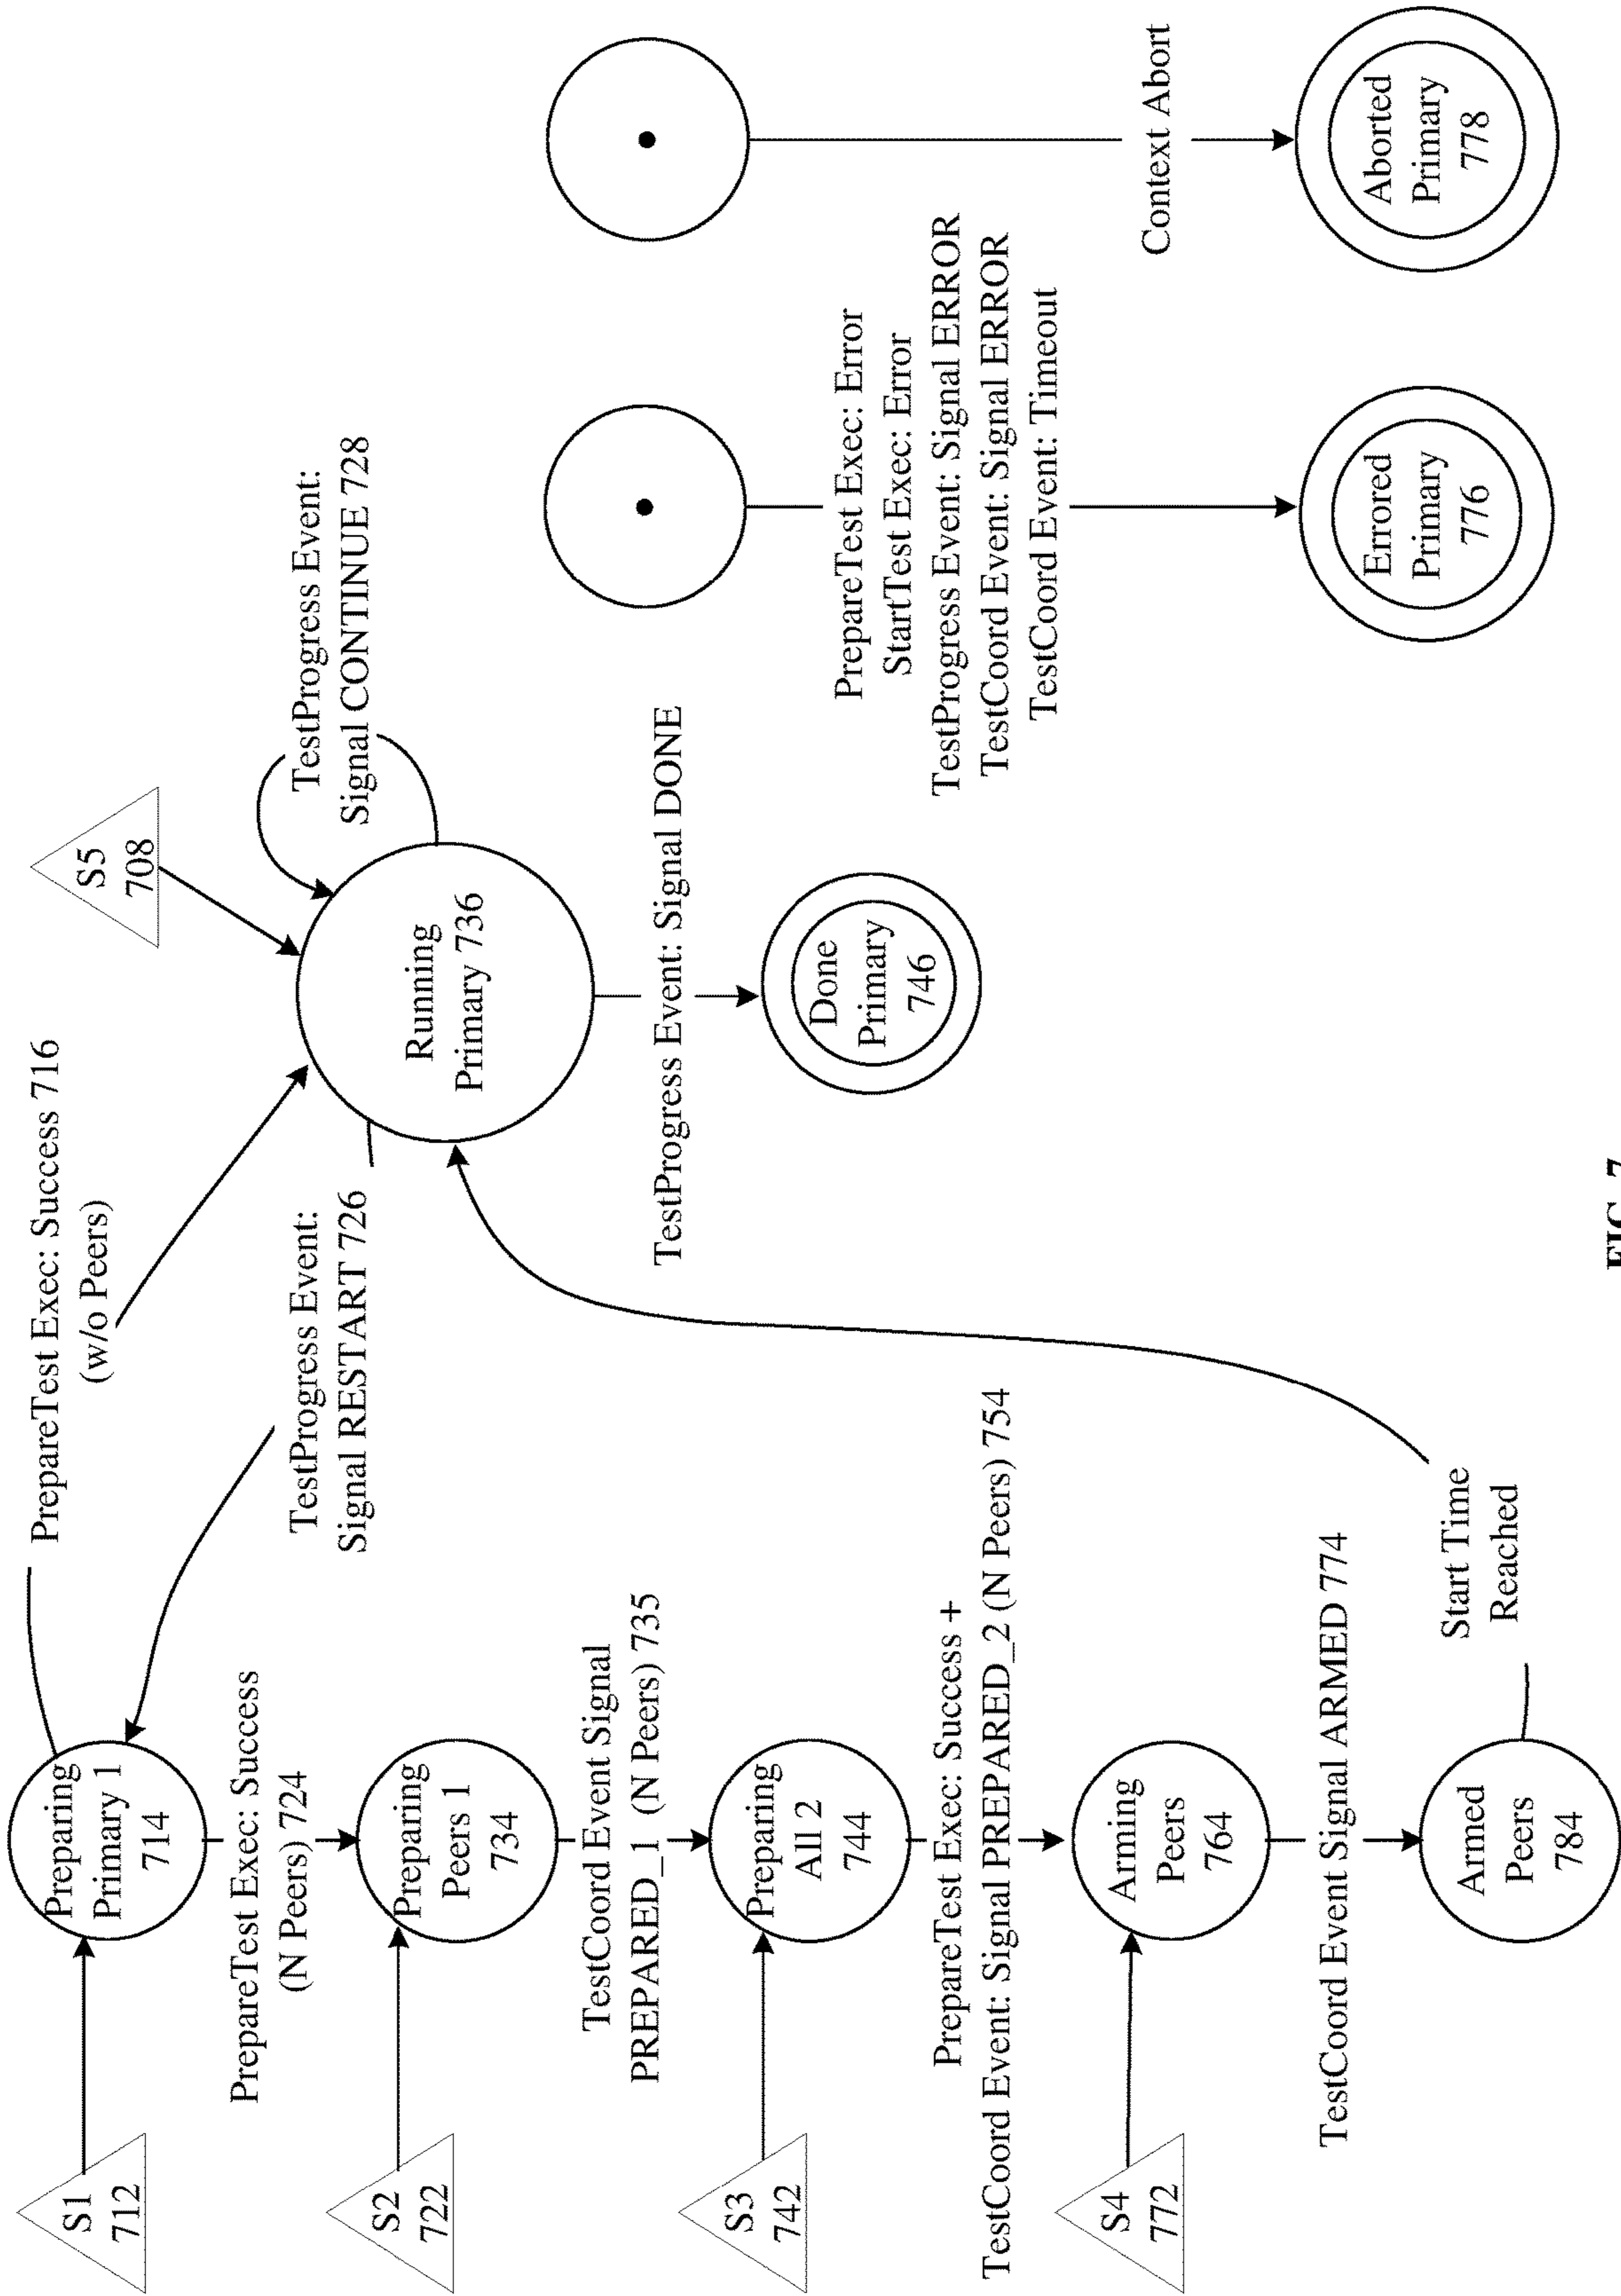 S1
712
Preparing
Primary 1
714
PrepareTest Exec: Success 716
(w/o Peers)
S5
708
PrepareTest Exec: Success
(N Peers) 724
TestProgress Event:
Signal RESTART 726
Running
Primary 736
TestProgress Event:
Signal CONTINUE 728
S2
722
Preparing
Peers 1
734
TestCoord Event Signal
PREPARED_1 (N Peers) 735
TestProgress Event: Signal DONE
S3
742
Preparing
All 2
744
Done
Primary
746
PrepareTest Exec: Success +
TestCoord Event: Signal PREPARED_2 (N Peers) 754
PrepareTest Exec: Error
StartTest Exec: Error
TestProgress Event: Signal ERROR
TestCoord Event: Signal ERROR
TestCoord Event: Timeout
S4
772
Arming
Peers
764
Context Abort
TestCoord Event Signal ARMED 774
Armed
Peers
784
Start Time
Reached
Errored
Primary
776
Aborted
Primary
778
FIG. 7